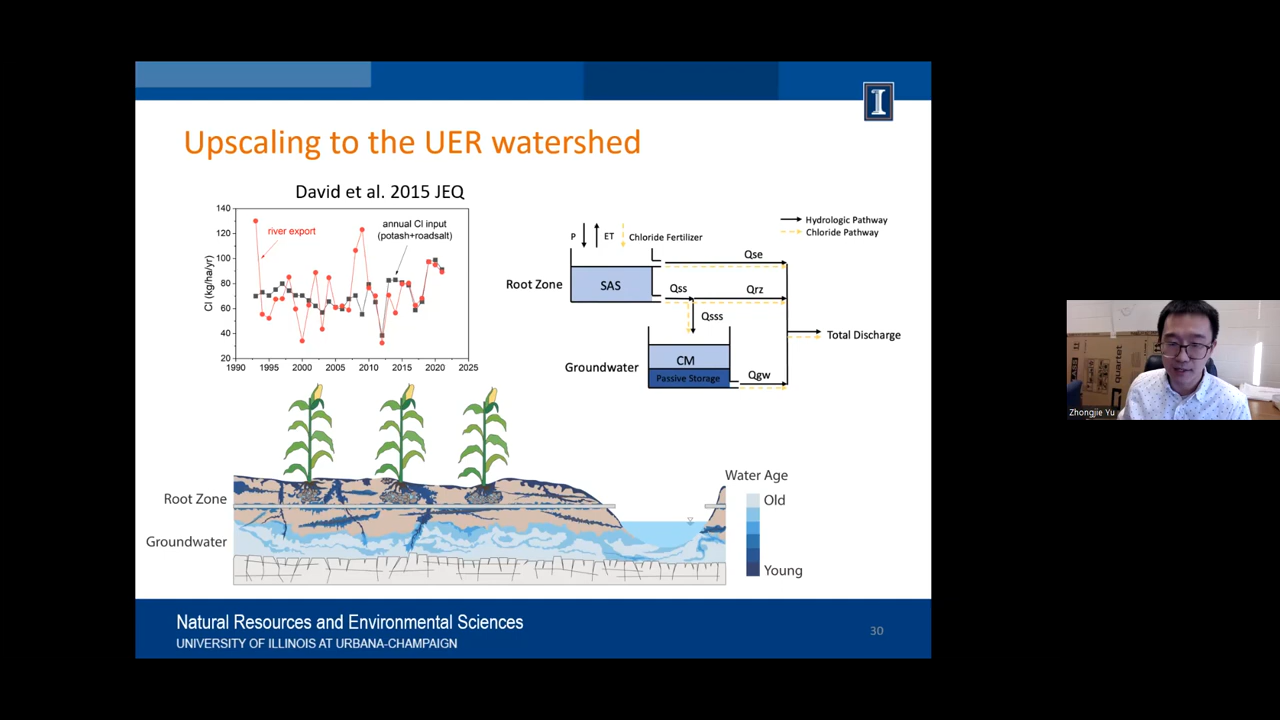 Upscaling to the UER watershed
David et al. 2015 JEQ
140
120
100
80
60
40
20
Cl (kg/ha/yr)
river export
annual Cl input
(potash+roadsalt)
1990
1995
2000
2005
2010
2015
2020
2025
Hydrologic Pathway
Chloride Pathway
P
ET
Chloride Fertilizer
Root Zone
SAS
Qse
Qss
Qrz
Qsss
Groundwater
CM
Passive Storage
Qgw
Total Discharge
Zhongjie Yu
Root Zone
Groundwater
Water Age
Old
Young
Natural Resources and Environmental Sciences
UNIVERSITY OF ILLINOIS AT URBANA-CHAMPAIGN
30
I
quartet